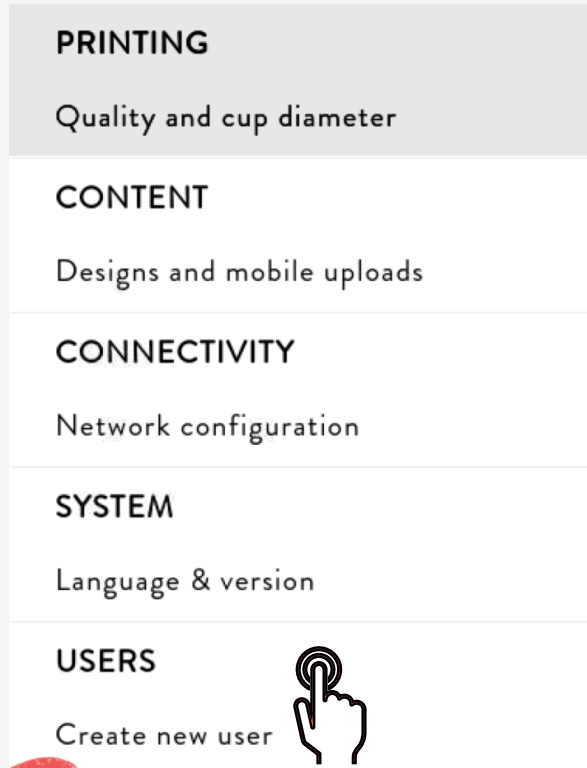 PRINTING
Quality and cup diameter
CONTENT
Designs and mobile uploads
CONNECTIVITY
Network configuration
SYSTEM
Language & version
USERS
Create new user